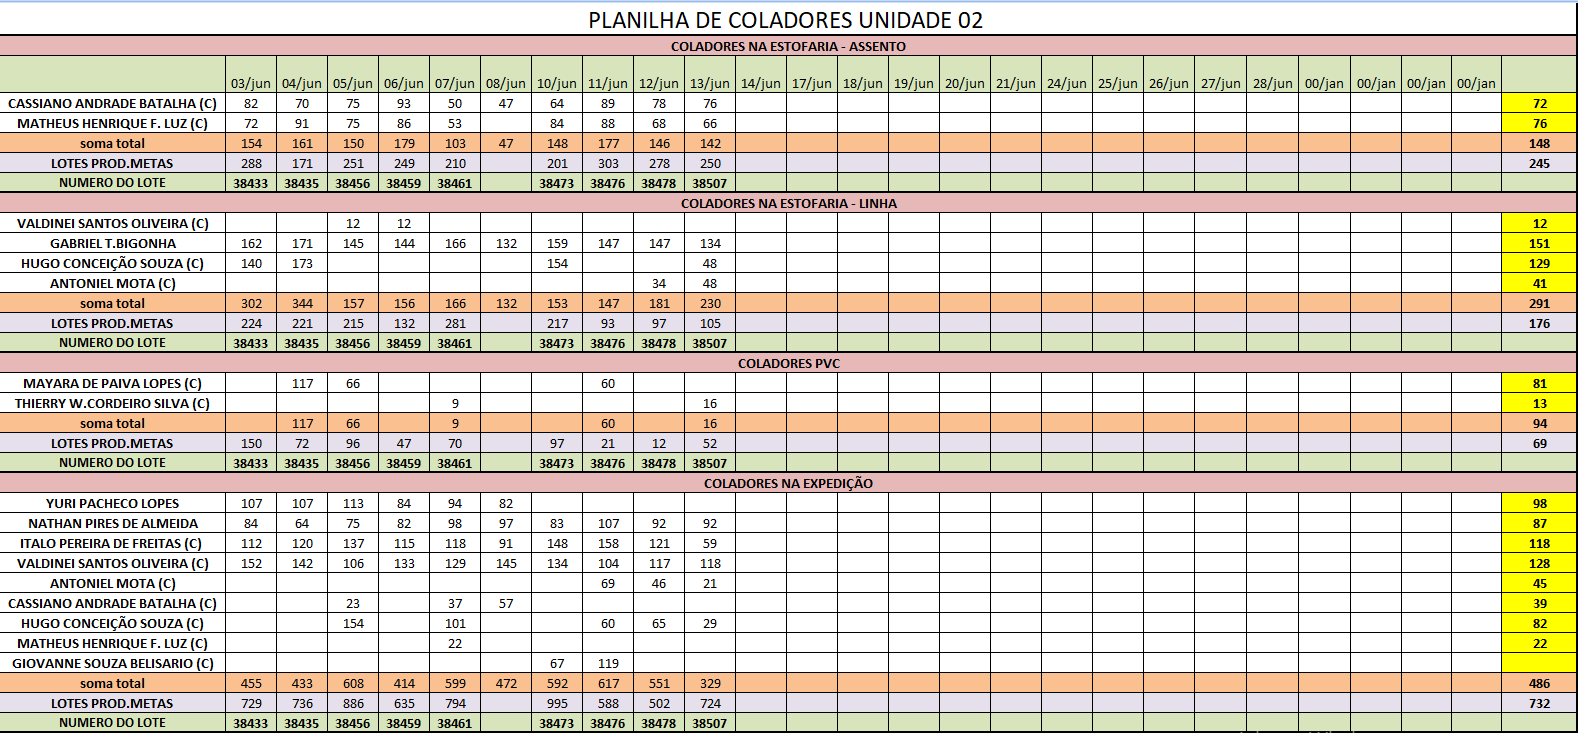 PLANILHA DE COLADORES UNIDADE 02
COLADORES NA ESTOFARIA - ASSENTO
03/jun 04/jun 05/jun 06/jun 07/jun 08/jun 10/jun 11/jun 12/jun 13/jun 14/jun 17/jun 18/jun 19/jun 20/jun 21/jun 24/jun 25/jun 26/jun 27/jun 28/jun 00/jan 00/jan 00/jan 00/jan
CASSIANO ANDRADE BATALHA (C) 82 70 75 93 50 47 64 89 78 76 72
MATHEUS HENRIQUE F. LUZ (C) 72 91 75 86 53 84 88 68 66 76
soma total 154 161 150 179 103 47 148 177 146 142 148
LOTES PROD.METAS 288 171 251 249 210 201 303 278 250 245
NUMERO DO LOTE 38433 38435 38456 38459 38461 38473 38476 38478 38507
COLADORES NA ESTOFARIA - LINHA
VALDINEI SANTOS OLIVEIRA (C) 12 12 12
GABRIEL T.BIGONHA 162 171 145 144 166 132 159 147 147 134 151
HUGO CONCEIÇÃO SOUZA (C) 140 173 154 48 129
ANTONIEL MOTA (C) 34 48 41
soma total 302 344 157 156 166 132 153 147 181 230 291
LOTES PROD.METAS 224 221 215 132 281 217 93 97 105 176
NUMERO DO LOTE 38433 38435 38456 38459 38461 38473 38476 38478 38507
COLADORES PVC
MAYARA DE PAIVA LOPES (C) 117 66 60 81
THIERRY W.CORDEIRO SILVA (C) 9 16 13
soma total 117 66 9 60 16 94
LOTES PROD.METAS 150 72 96 47 70 97 21 12 52 69
NUMERO DO LOTE 38433 38435 38456 38459 38461 38473 38476 38478 38507
COLADORES NA EXPEDIÇÃO
YURI PACHECO LOPES 107 107 113 84 94 82 98
NATHAN PIRES DE ALMEIDA 84 64 75 82 98 97 83 107 92 92 87
ITALO PEREIRA DE FREITAS (C) 112 120 137 115 118 91 148 158 121 59 118
VALDINEI SANTOS OLIVEIRA (C) 152 142 106 133 129 145 134 104 117 118 128
ANTONIEL MOTA (C) 69 46 21 45
CASSIANO ANDRADE BATALHA (C) 23 37 57 39
HUGO CONCEIÇÃO SOUZA (C) 154 101 60 65 29 82
MATHEUS HENRIQUE F. LUZ (C) 22 22
GIOVANNE SOUZA BELISARIO (C) 67 119
soma total 455 433 608 414 599 472 592 617 551 329 486
LOTES PROD.METAS 729 736 886 635 794 995 588 502 724 732
NUMERO DO LOTE 38433 38435 38456 38459 38461 38473 38476 38478 38507